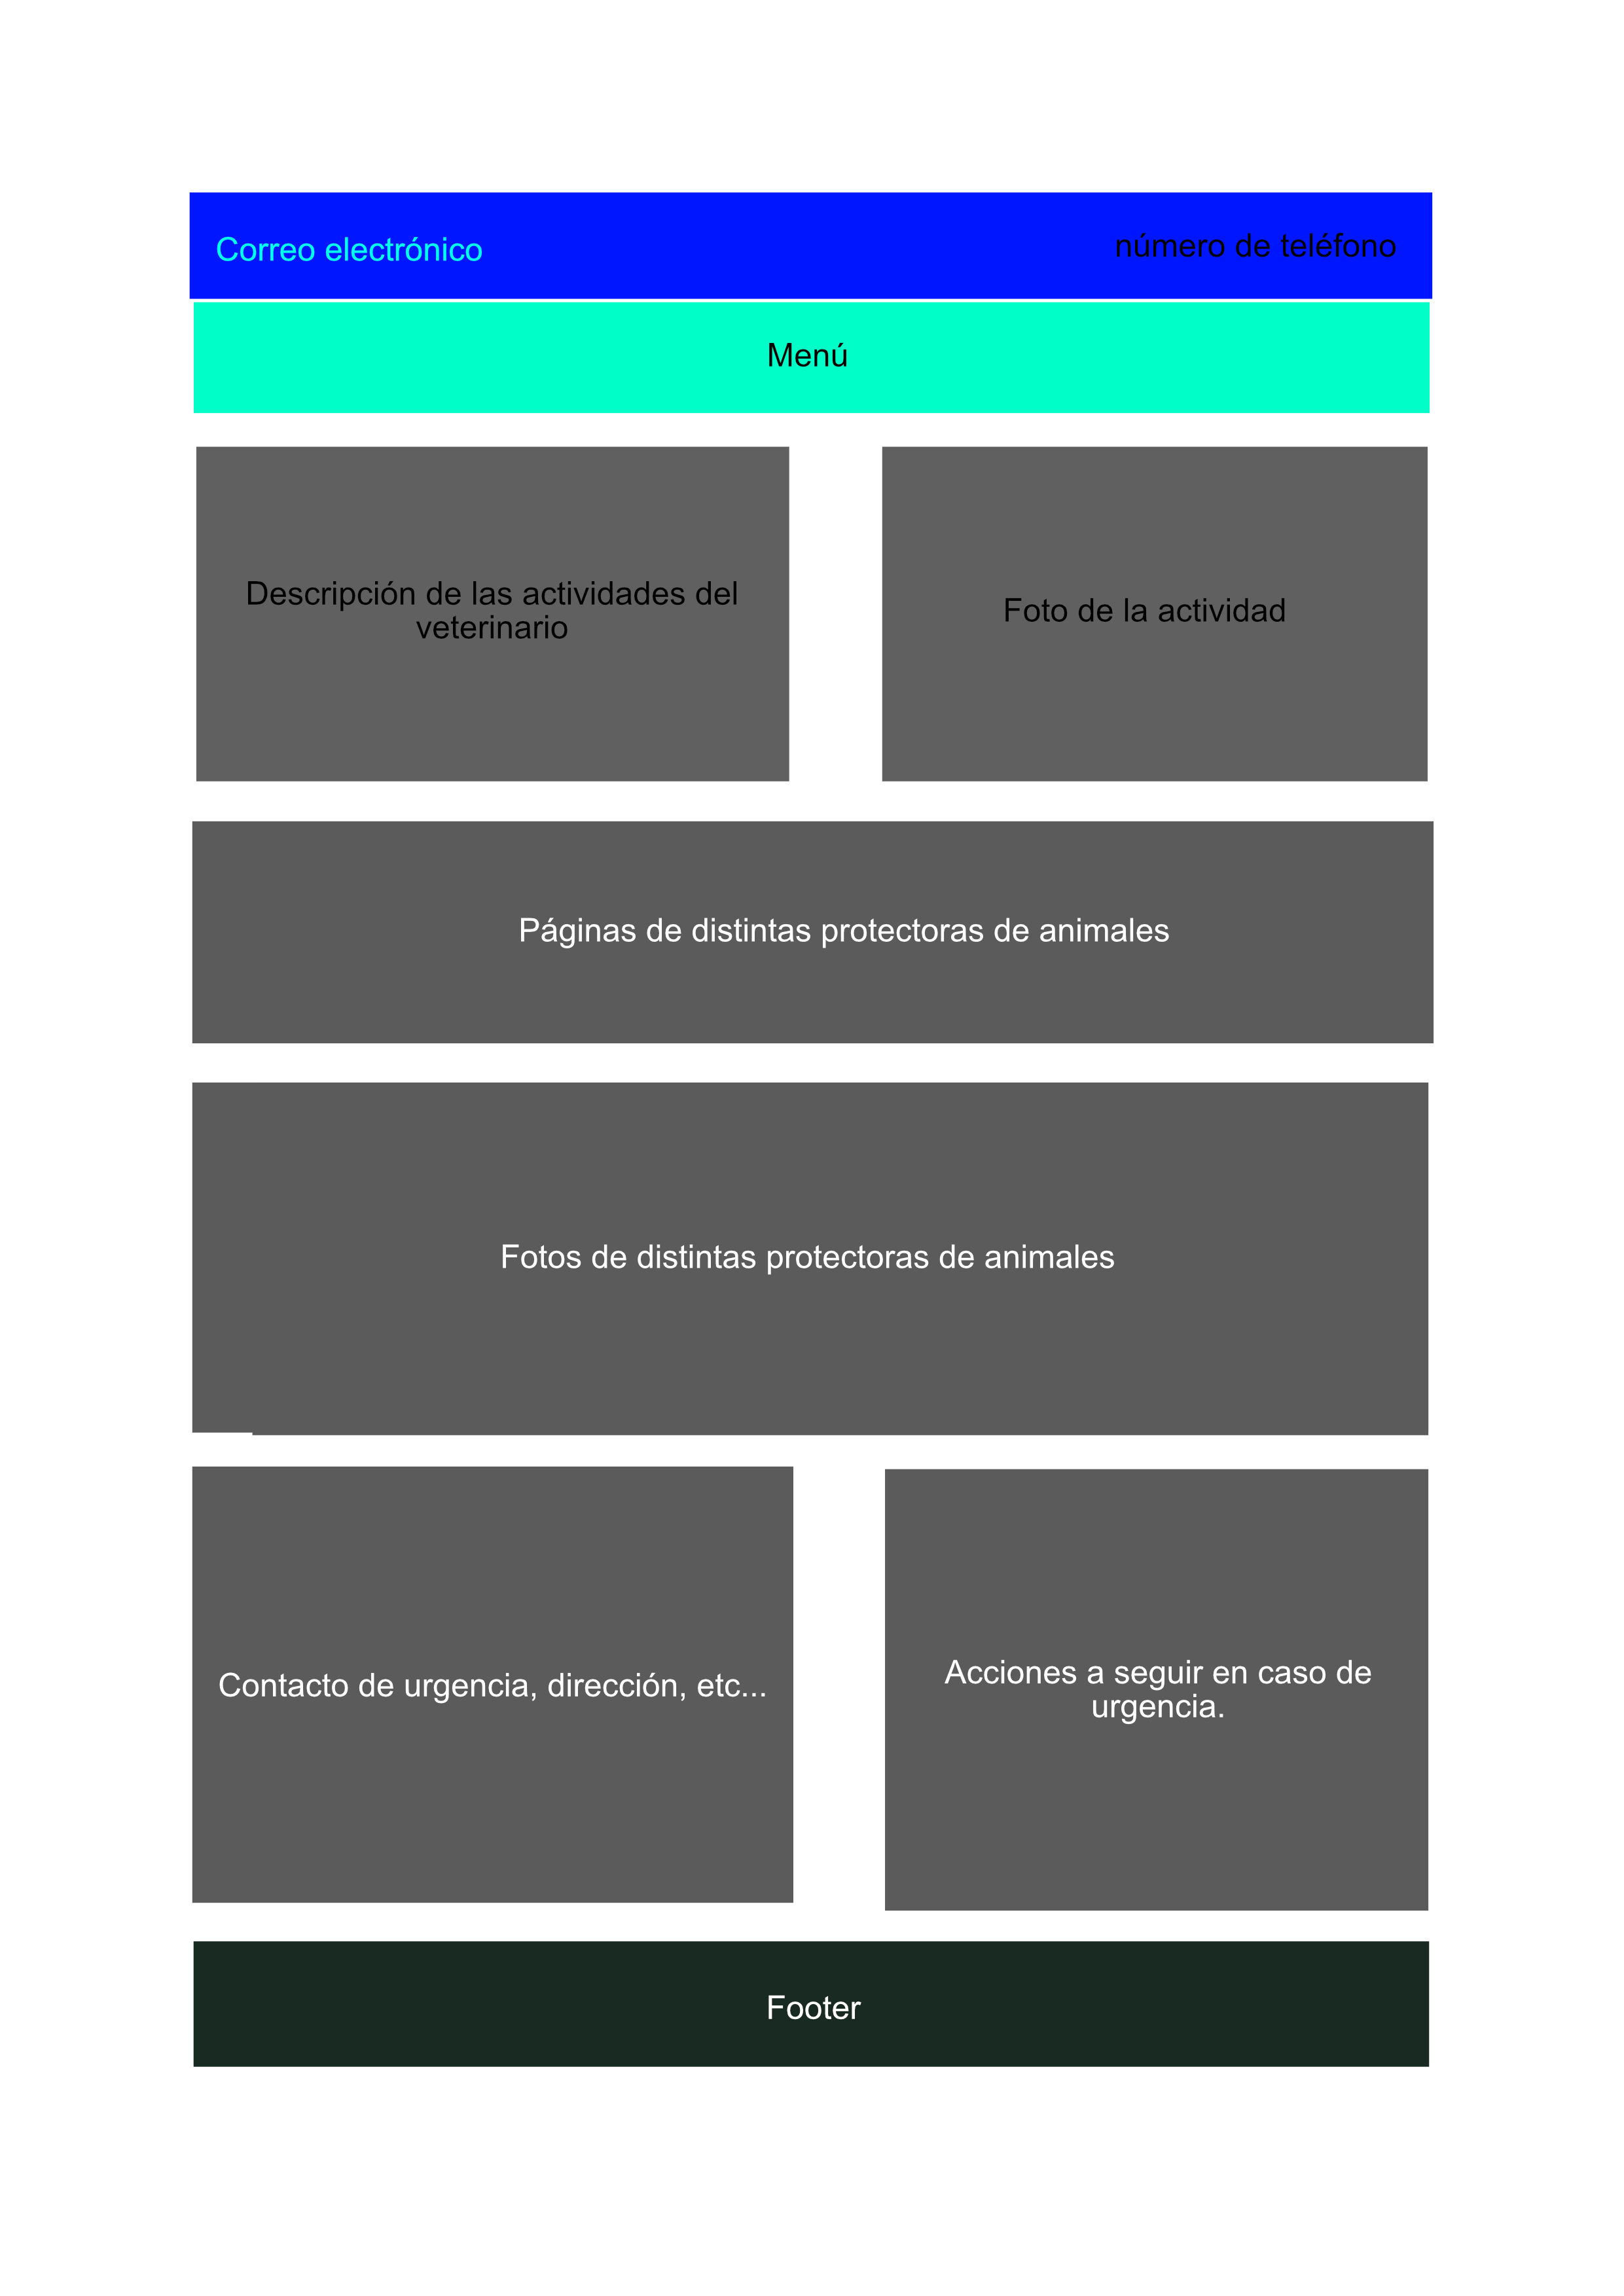 Correo electrónico
número de teléfono
Menú
Descripción de las actividades del
veterinario
Foto de la actividad
Páginas de distintas protectoras de animales
Fotos de distintas protectoras de animales
Contacto de urgencia, dirección, etc...
Acciones a seguir en caso de
urgencia.
Footer